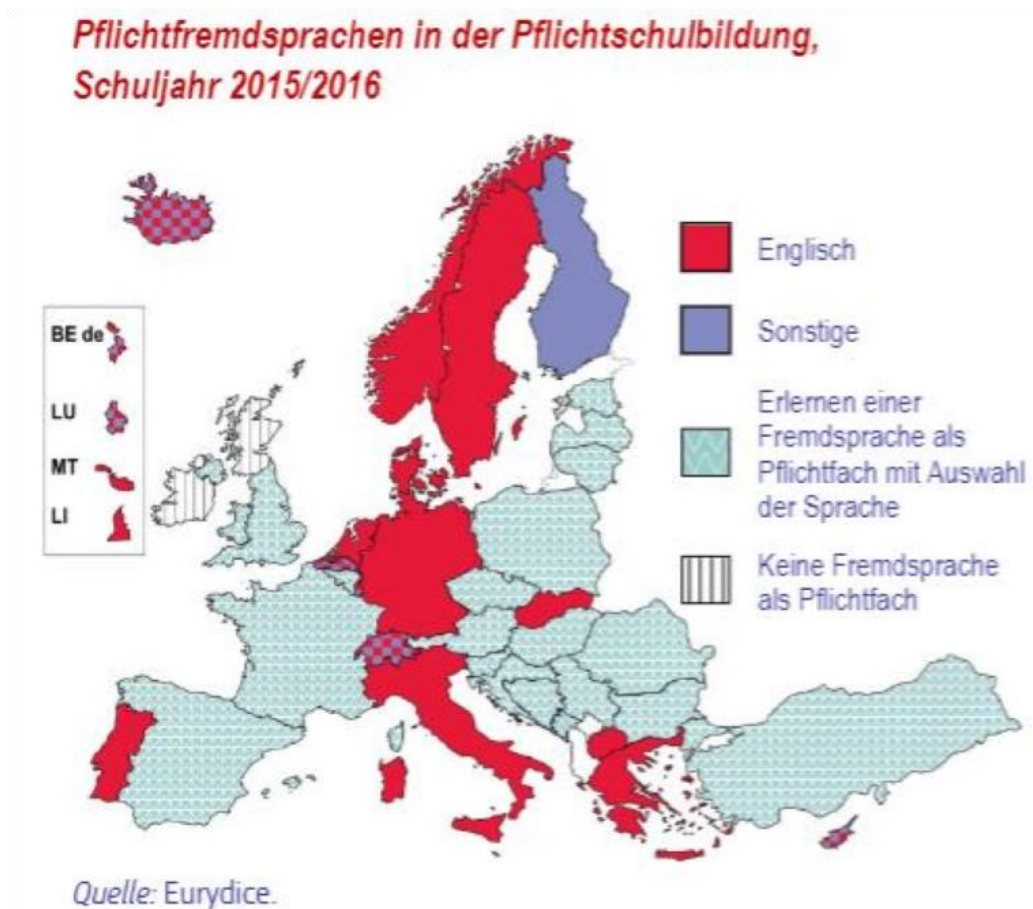 Pflichtfremdsprachen in der Pflichtschulbildung,
Schuljahr 2015/2016
Englisch
BE de
Sonstige
LU
Erlernen einer
Fremdsprache als
Pflichtfach mit Auswahl
der Sprache
MT
LI
Keine Fremdsprache
als Pflichtfach
Quelle: Eurydice.